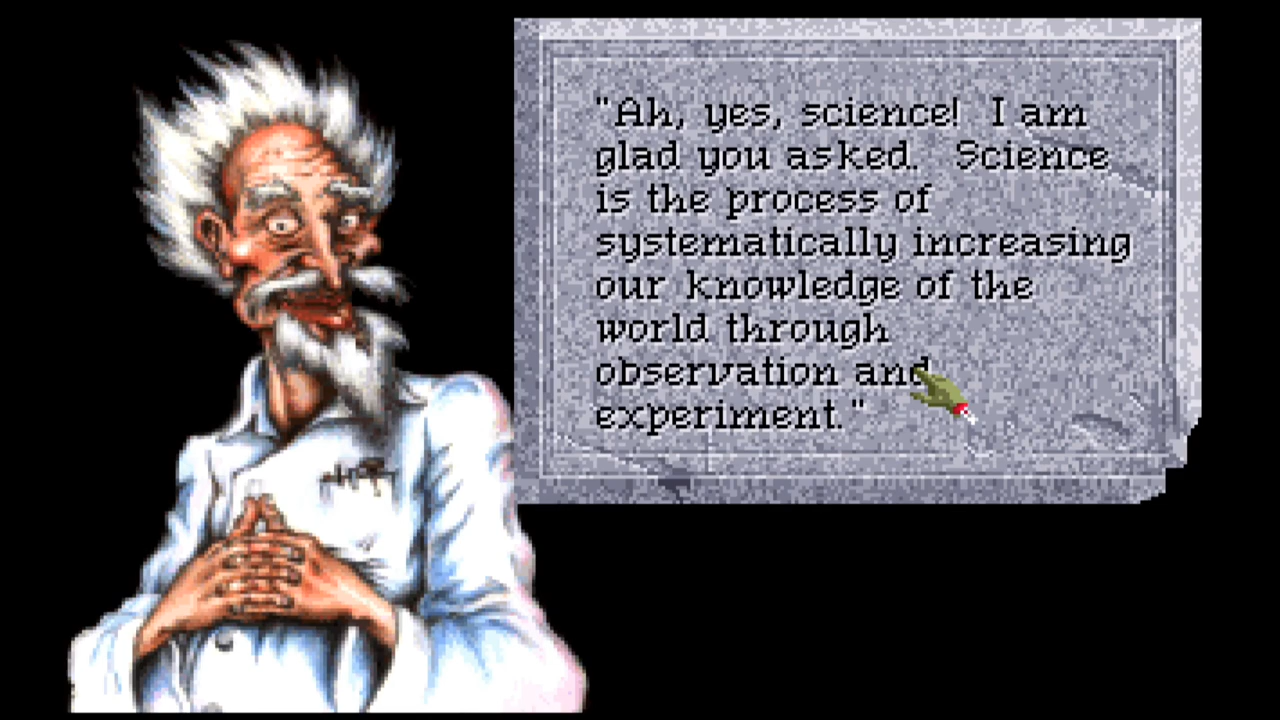 "Ah, yes, science!  I am
glad you asked.  Science
is the process of
systematically increasing
our knowledge of the
world through
observation and
experiment."